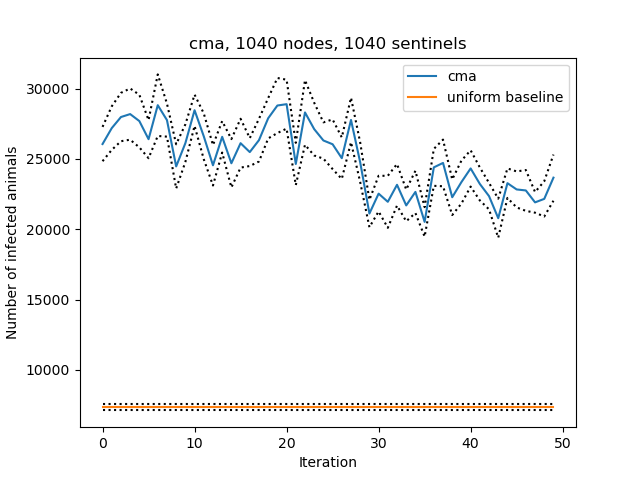 cma, 1040 nodes, 1040 sentinels
cma
uniform baseline
Number of infected animals
30000
25000
20000
15000
10000
0
10
20
30
40
50
Iteration